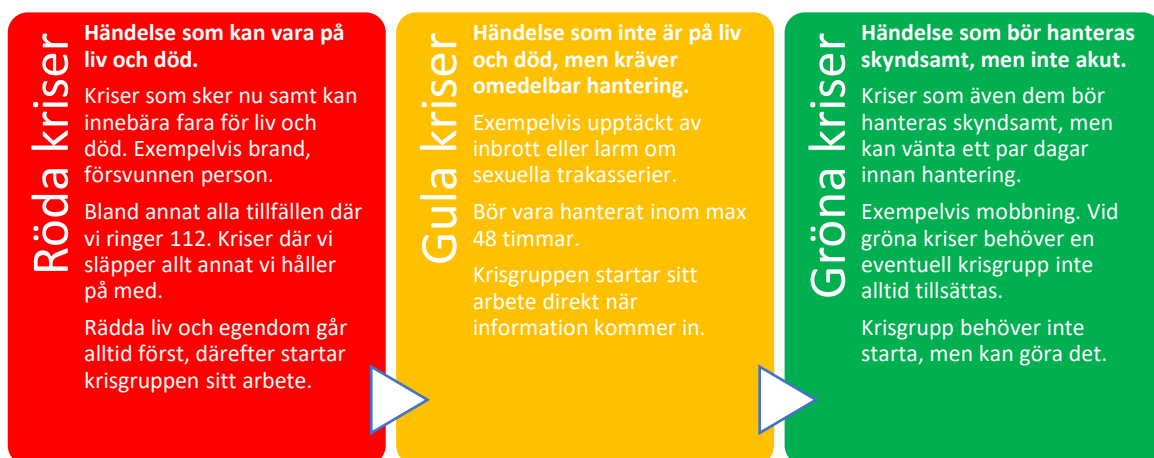 Röda kriser
Händelse som kan vara på
liv och död.
Kriser som sker nu samt kan
innebära fara för liv och
död. Exempelvis brand,
försvunnen person.
Bland annat alla tillfällen där
vi ringer 112. Kriser där vi
släpper allt annat vi håller
på med.
Rädda liv och egendom går
alltid först, därefter startar
krisgruppen sitt arbete.
Gula kriser
Händelse som inte är på liv
och död, men kräver
omedelbar hantering.
Exempelvis upptäckt av
inbrott eller larm om
sexuella trakasserier.
Bör vara hanterat inom max
48 timmar.
Krisgruppen startar sitt
arbete direkt när
information kommer in.
Gröna kriser
Händelse som bör hanteras
skyndsamt, men inte akut.
Kriser som även dem bör
hanteras skyndsamt, men
kan vänta ett par dagar
innan hantering.
Exempelvis mobbning. Vid
gröna kriser behöver en
eventuell krisgrupp inte
alltid tillsättas.
Krisgrupp behöver inte
starta, men kan göra det.